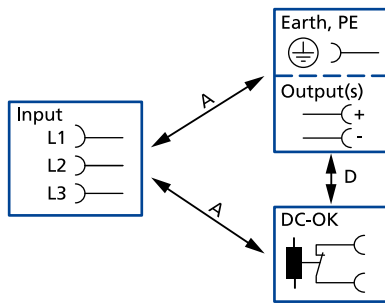 Earth, PE
Output(s)
+
-
A
Input
L1
L2
L3
A
D
DC-OK